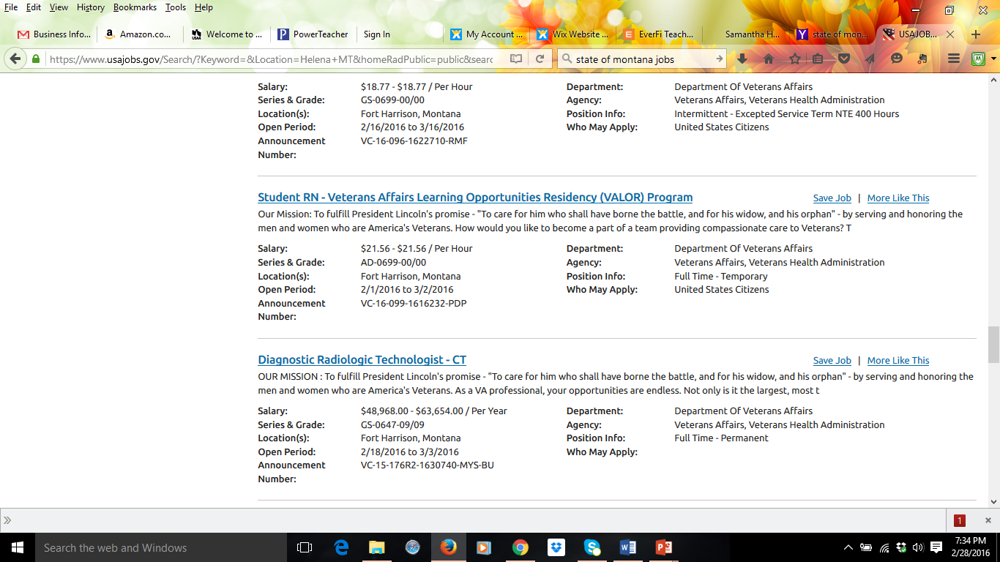 File Edit View History Bookmarks Tools Help
Business Info... Amazon.co... Welcome to ... PowerTeacher Sign In My Account ... Wix Website ... EverFi Teach... Samantha H... state of mon... USAJOB...
https://www.usajobs.gov/Search/?Keyword=&Location=Helena+MT&homeRadPublic=public&searc state of montana jobs
Salary: $18.77 - $18.77 / Per Hour Department: Department Of Veterans Affairs
Series & Grade: GS-0699-00/00 Agency: Veterans Affairs, Veterans Health Administration
Location(s): Fort Harrison, Montana Position Info: Intermittent - Excepted Service Term NTE 400 Hours
Open Period: 2/16/2016 to 3/16/2016 Who May Apply: United States Citizens
Announcement VC-16-096-1622710-RMF
Number:
Student RN - Veterans Affairs Learning Opportunities Residency (VALOR) Program Save Job | More Like This
Our Mission: To fulfill President Lincoln's promise - "To care for him who shall have borne the battle, and for his widow, and his orphan" - by serving and honoring the
men and women who are America's Veterans. How would you like to become a part of a team providing compassionate care to Veterans? T
Salary: $21.56 - $21.56 / Per Hour Department: Department Of Veterans Affairs
Series & Grade: AD-0699-00/00 Agency: Veterans Affairs, Veterans Health Administration
Location(s): Fort Harrison, Montana Position Info: Full Time - Temporary
Open Period: 2/1/2016 to 3/2/2016 Who May Apply: United States Citizens
Announcement VC-16-099-1616232-PDP
Number:
Diagnostic Radiologic Technologist - CT Save Job | More Like This
OUR MISSION : To fulfill President Lincoln's promise - "To care for him who shall have borne the battle, and for his widow, and his orphan" - by serving and honoring the
men and women who are America's Veterans. As a VA professional, your opportunities are endless. Not only is it the largest, most t
Salary: $48,968.00 - $63,654.00 / Per Year Department: Department Of Veterans Affairs
Series & Grade: GS-0647-09/09 Agency: Veterans Affairs, Veterans Health Administration
Location(s): Fort Harrison, Montana Position Info: Full Time - Permanent
Open Period: 2/18/2016 to 3/3/2016 Who May Apply:
Announcement VC-15-176R2-1630740-MYS-BU
Number:
1
Search the web and Windows 7:34 PM
2/28/2016